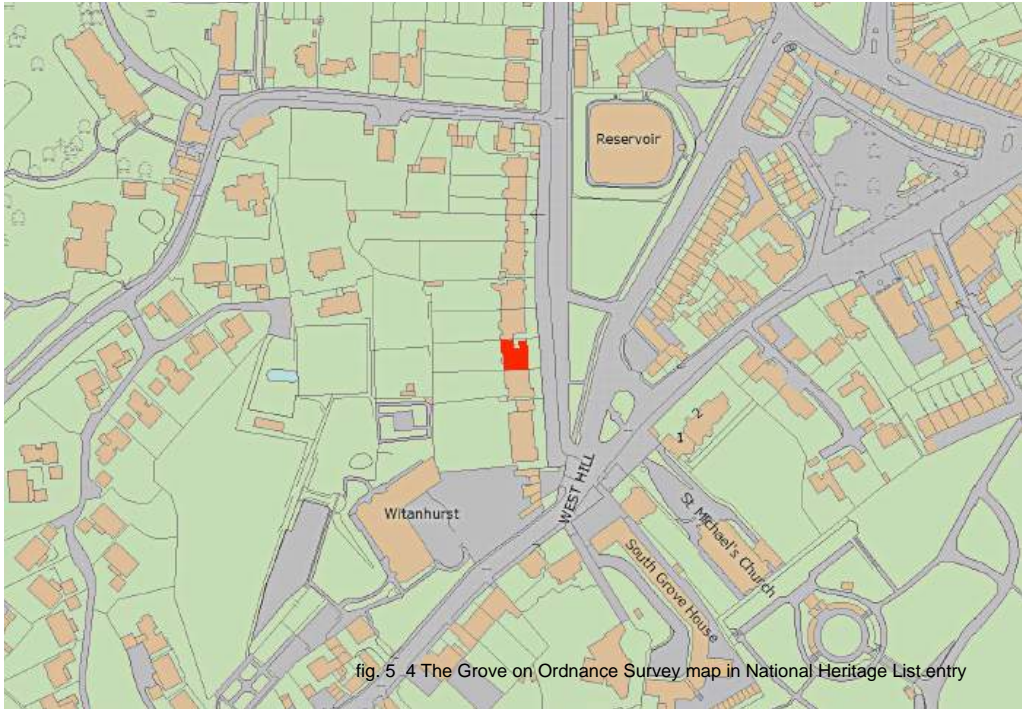 Reservoir
2
1
WEST HILL
Witanhurst
St. Michael's Church
South Grove House
fig. 5 4 The Grove on Ordnance Survey map in National Heritage List entry